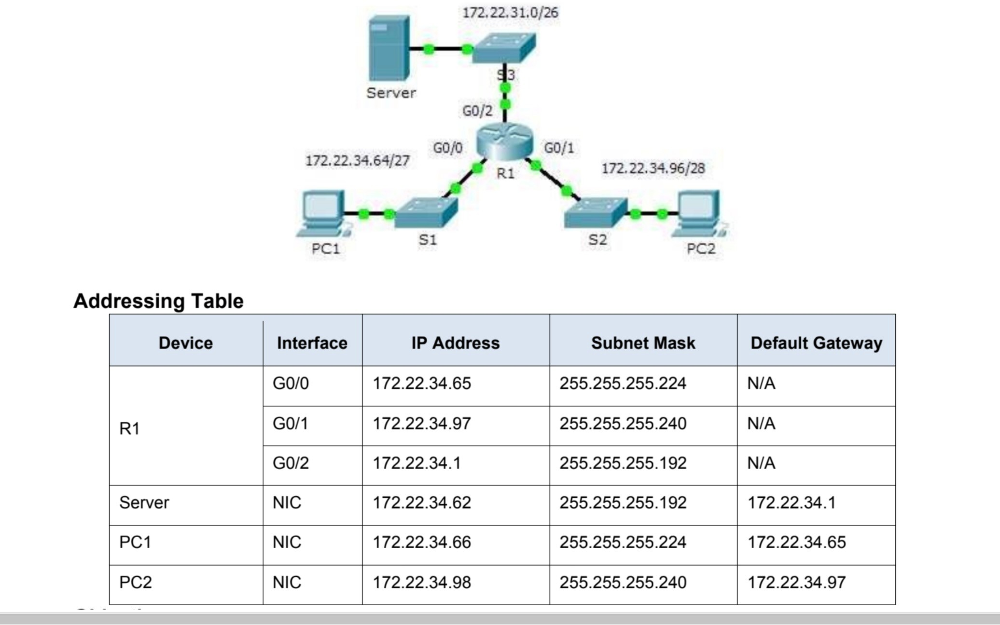 172.22.31.0/26
S3
Server
G0/2
G0/0
G0/1
172.22.34.64/27
R1
172.22.34.96/28
S1
S2
PC1
PC2
Addressing Table
Device Interface IP Address Subnet Mask Default Gateway
R1 G0/0 172.22.34.65 255.255.255.224 N/A
G0/1 172.22.34.97 255.255.255.240 N/A
G0/2 172.22.34.1 255.255.255.192 N/A
Server NIC 172.22.34.62 255.255.255.192 172.22.34.1
PC1 NIC 172.22.34.66 255.255.255.224 172.22.34.65
PC2 NIC 172.22.34.98 255.255.255.240 172.22.34.97